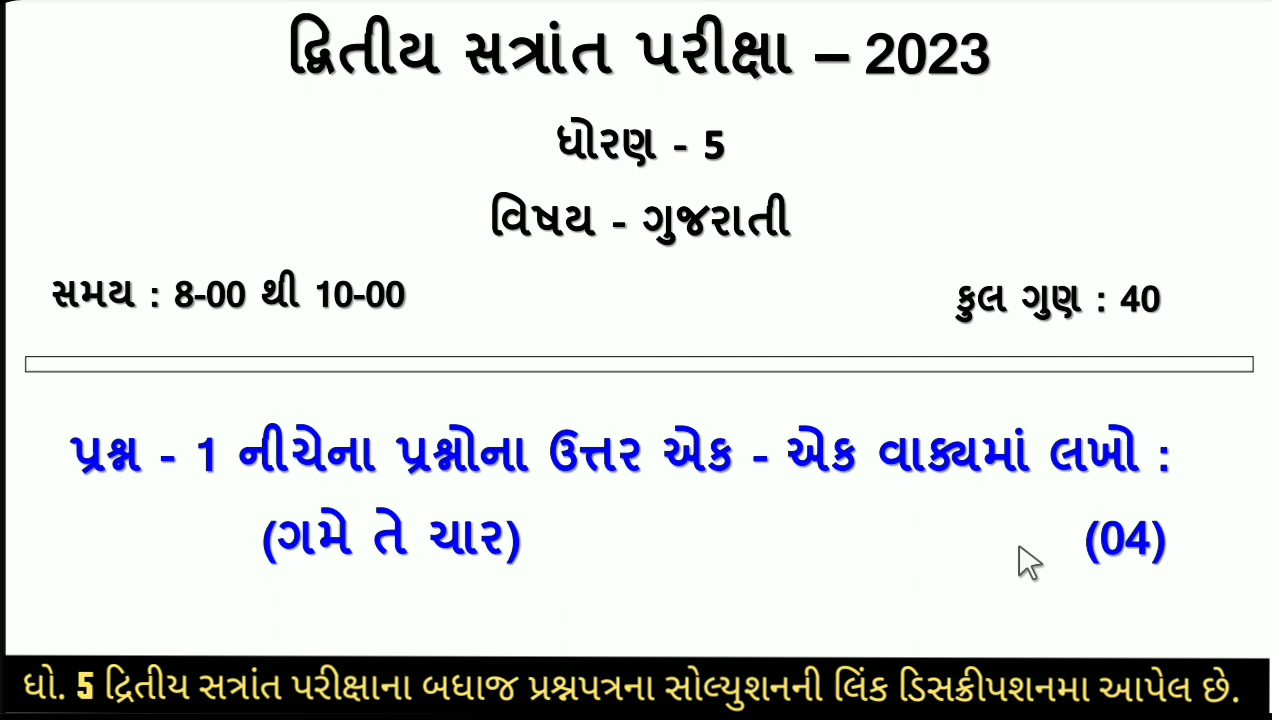 દ્વિતીય સત્રાંત પરીક્ષા – 2023
ધોરણ - 5
વિષય - ગુજરાતી
સમય : 8-00 થી 10-00 કુલ ગુણ : 40
પ્રશ્ન - 1 નીચેના પ્રશ્નોના ઉત્તર એક - એક વાક્યમાં લખો :
(ગમે તે ચાર) (04)
ધો. 5 દ્વિતીય સત્રાંત પરીક્ષાના બધાજ પ્રશ્નપત્રના સોલ્યુશનની લિંક ડિસક્રીપશનમા આપેલ છે.